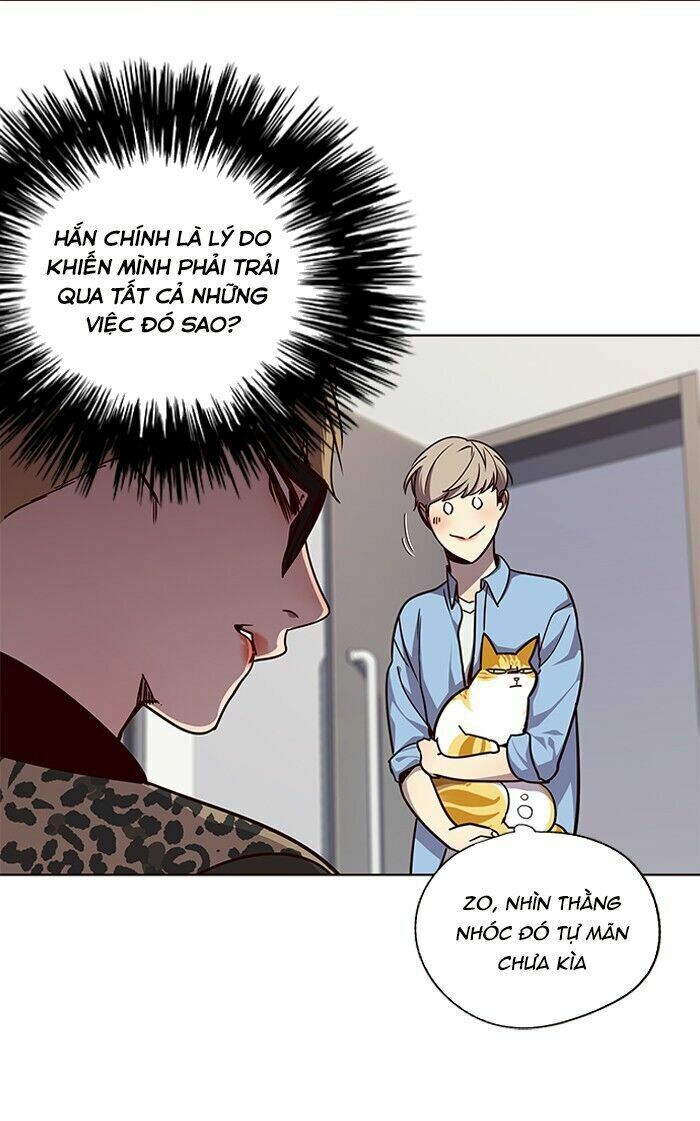 HẮN CHÍNH LÀ LÝ DO
KHIẾN MÌNH PHẢI TRẢI
QUA TẤT CẢ NHỮNG
VIỆC ĐÓ SAO?
ZO, NHÌN THẰNG
NHÓC ĐÓ TỰ MÃN
CHƯA KÌA